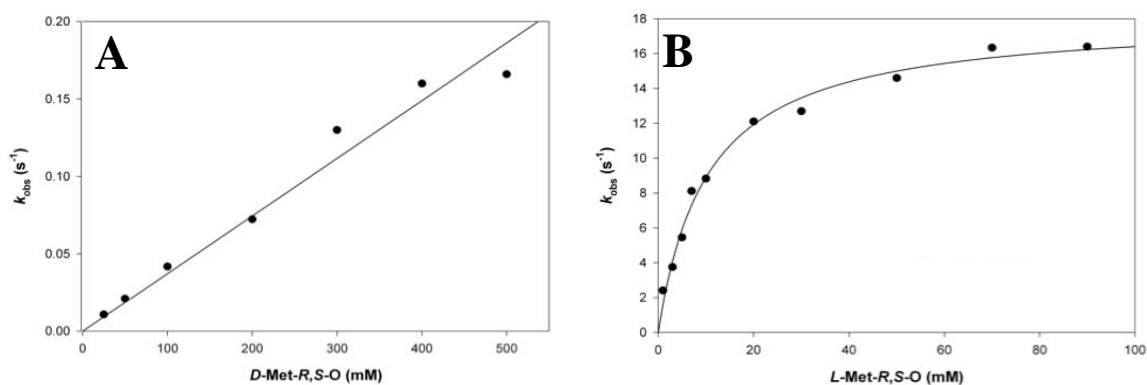 A
0.20
0.15
0.10
0.05
0.00
k_obs (s⁻¹)
0 100 200 300 400 500
D-Met-R,S-O (mM)
B
18
16
14
12
10
8
6
4
2
0
k_obs (s⁻¹)
0 20 40 60 80 100
L-Met-R,S-O (mM)